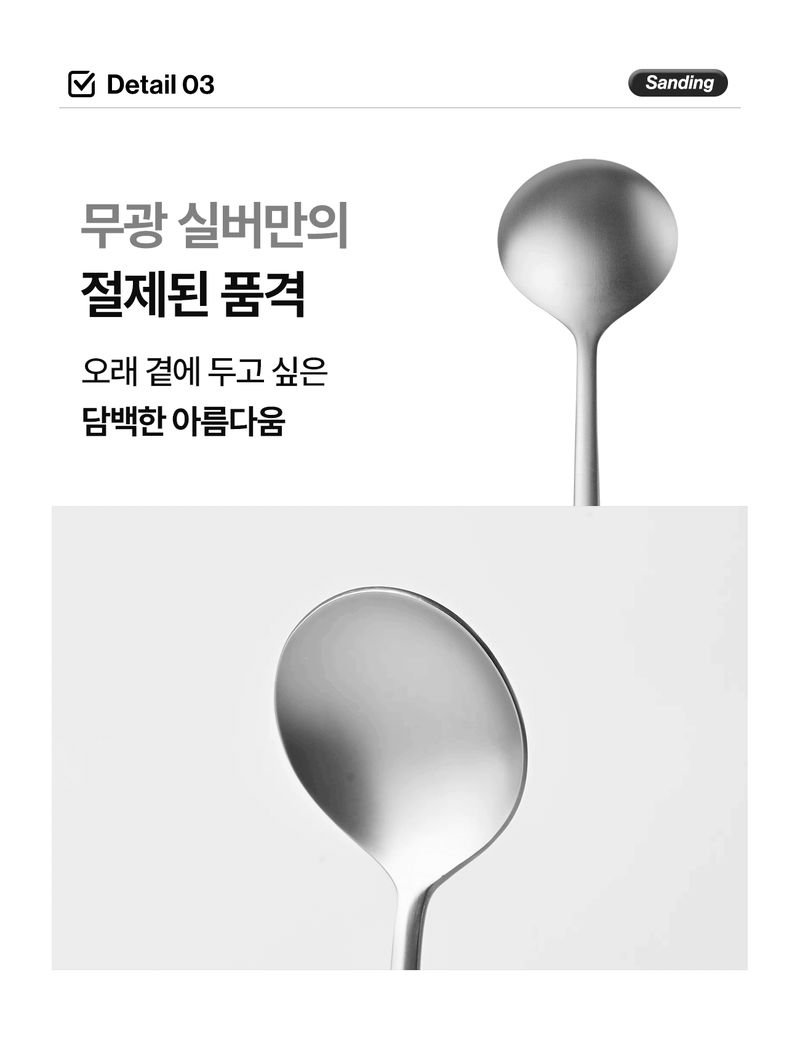 Detail 03
Sanding
무광 실버만의
절제된 품격
오래 곁에 두고 싶은
담백한 아름다움